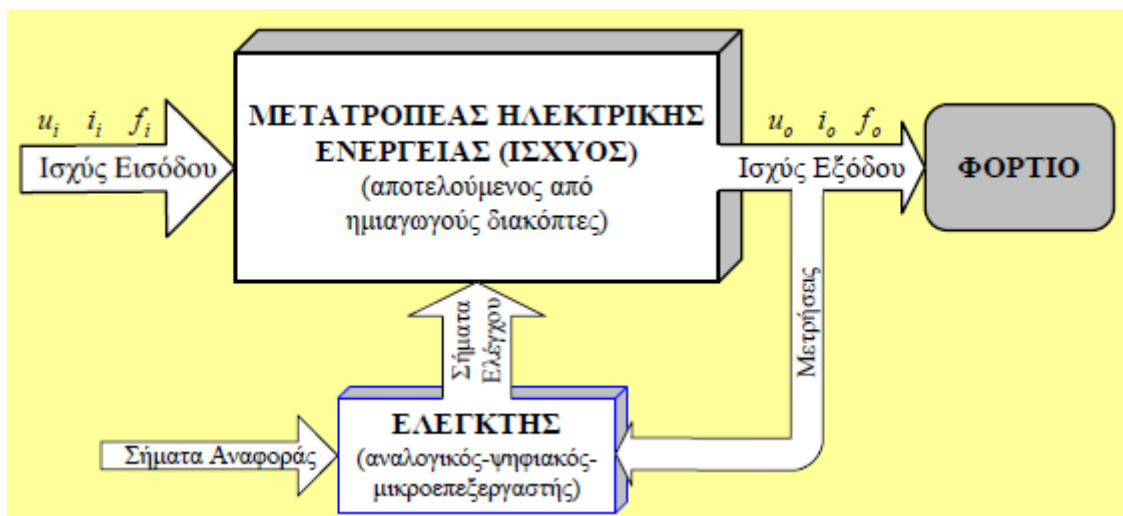 u_i i_i f_i
Ισχύς Εισόδου
ΜΕΤΑΤΡΟΠΕΑΣ ΗΛΕΚΤΡΙΚΗΣ
ΕΝΕΡΓΕΙΑΣ (ΙΣΧΥΟΣ)
(αποτελούμενος από
ημιαγωγούς διακόπτες)
u_o i_o f_o
Ισχύς Εξόδου
ΦΟΡΤΙΟ
Μετρήσεις
Σήματα
Ελέγχου
Σήματα Αναφοράς
ΕΛΕΓΚΤΗΣ
(αναλογικός-ψηφιακός-
μικροεπεξεργαστής)